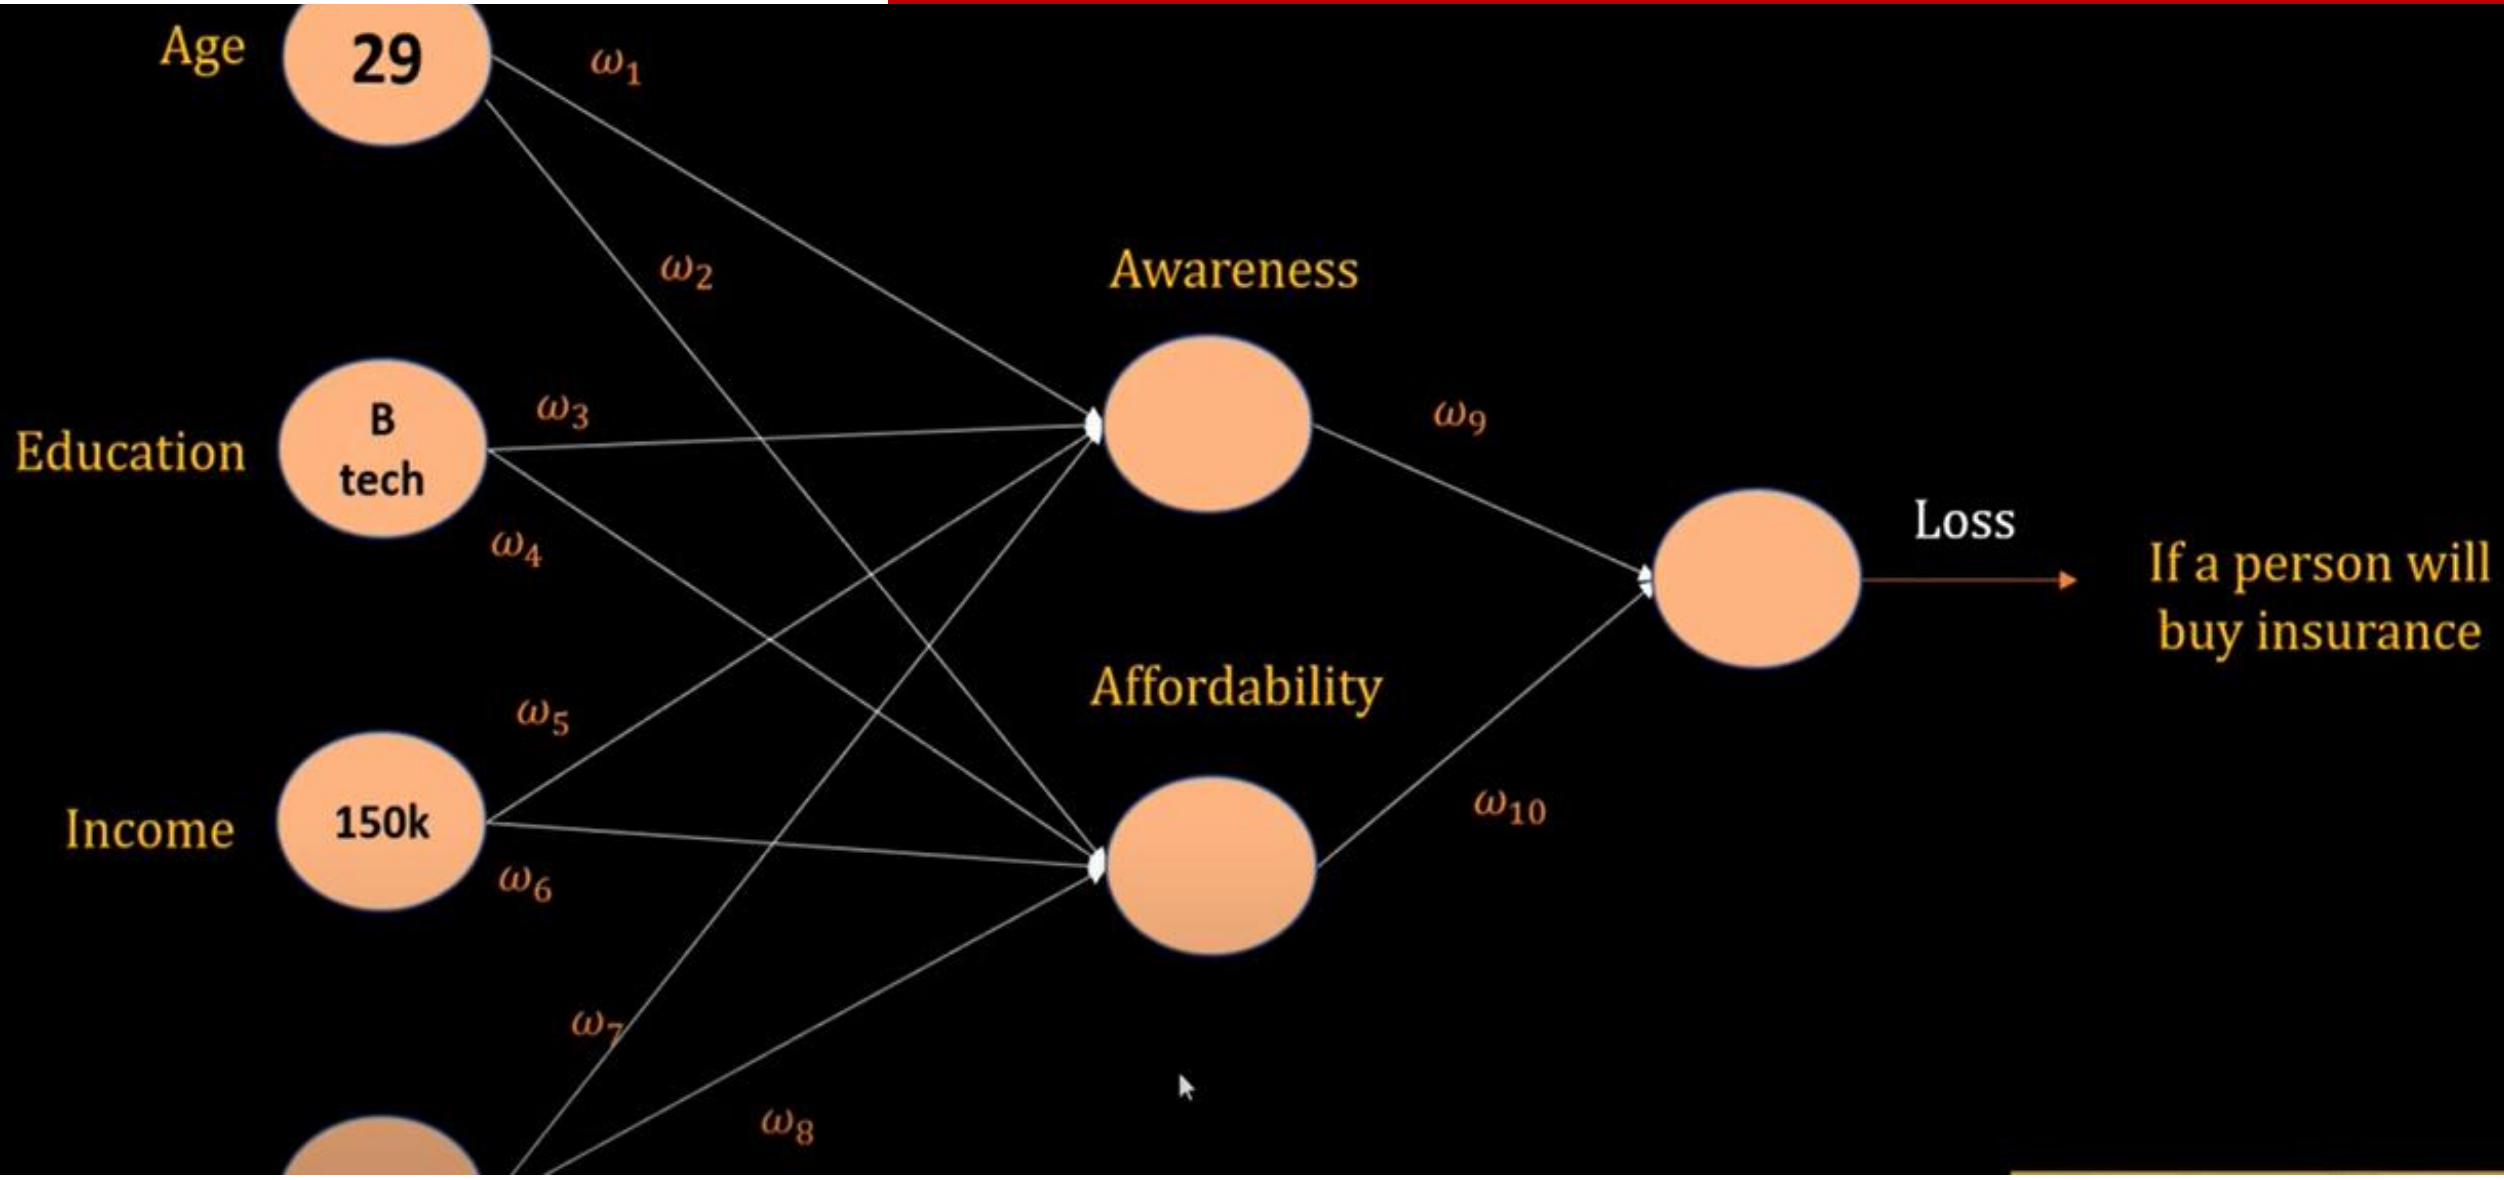 Age
29
ω1
ω2
Awareness
Education
B
tech
ω3
ω4
ω9
Loss
If a person will
buy insurance
Affordability
Income
150k
ω5
ω6
ω10
ω7
ω8